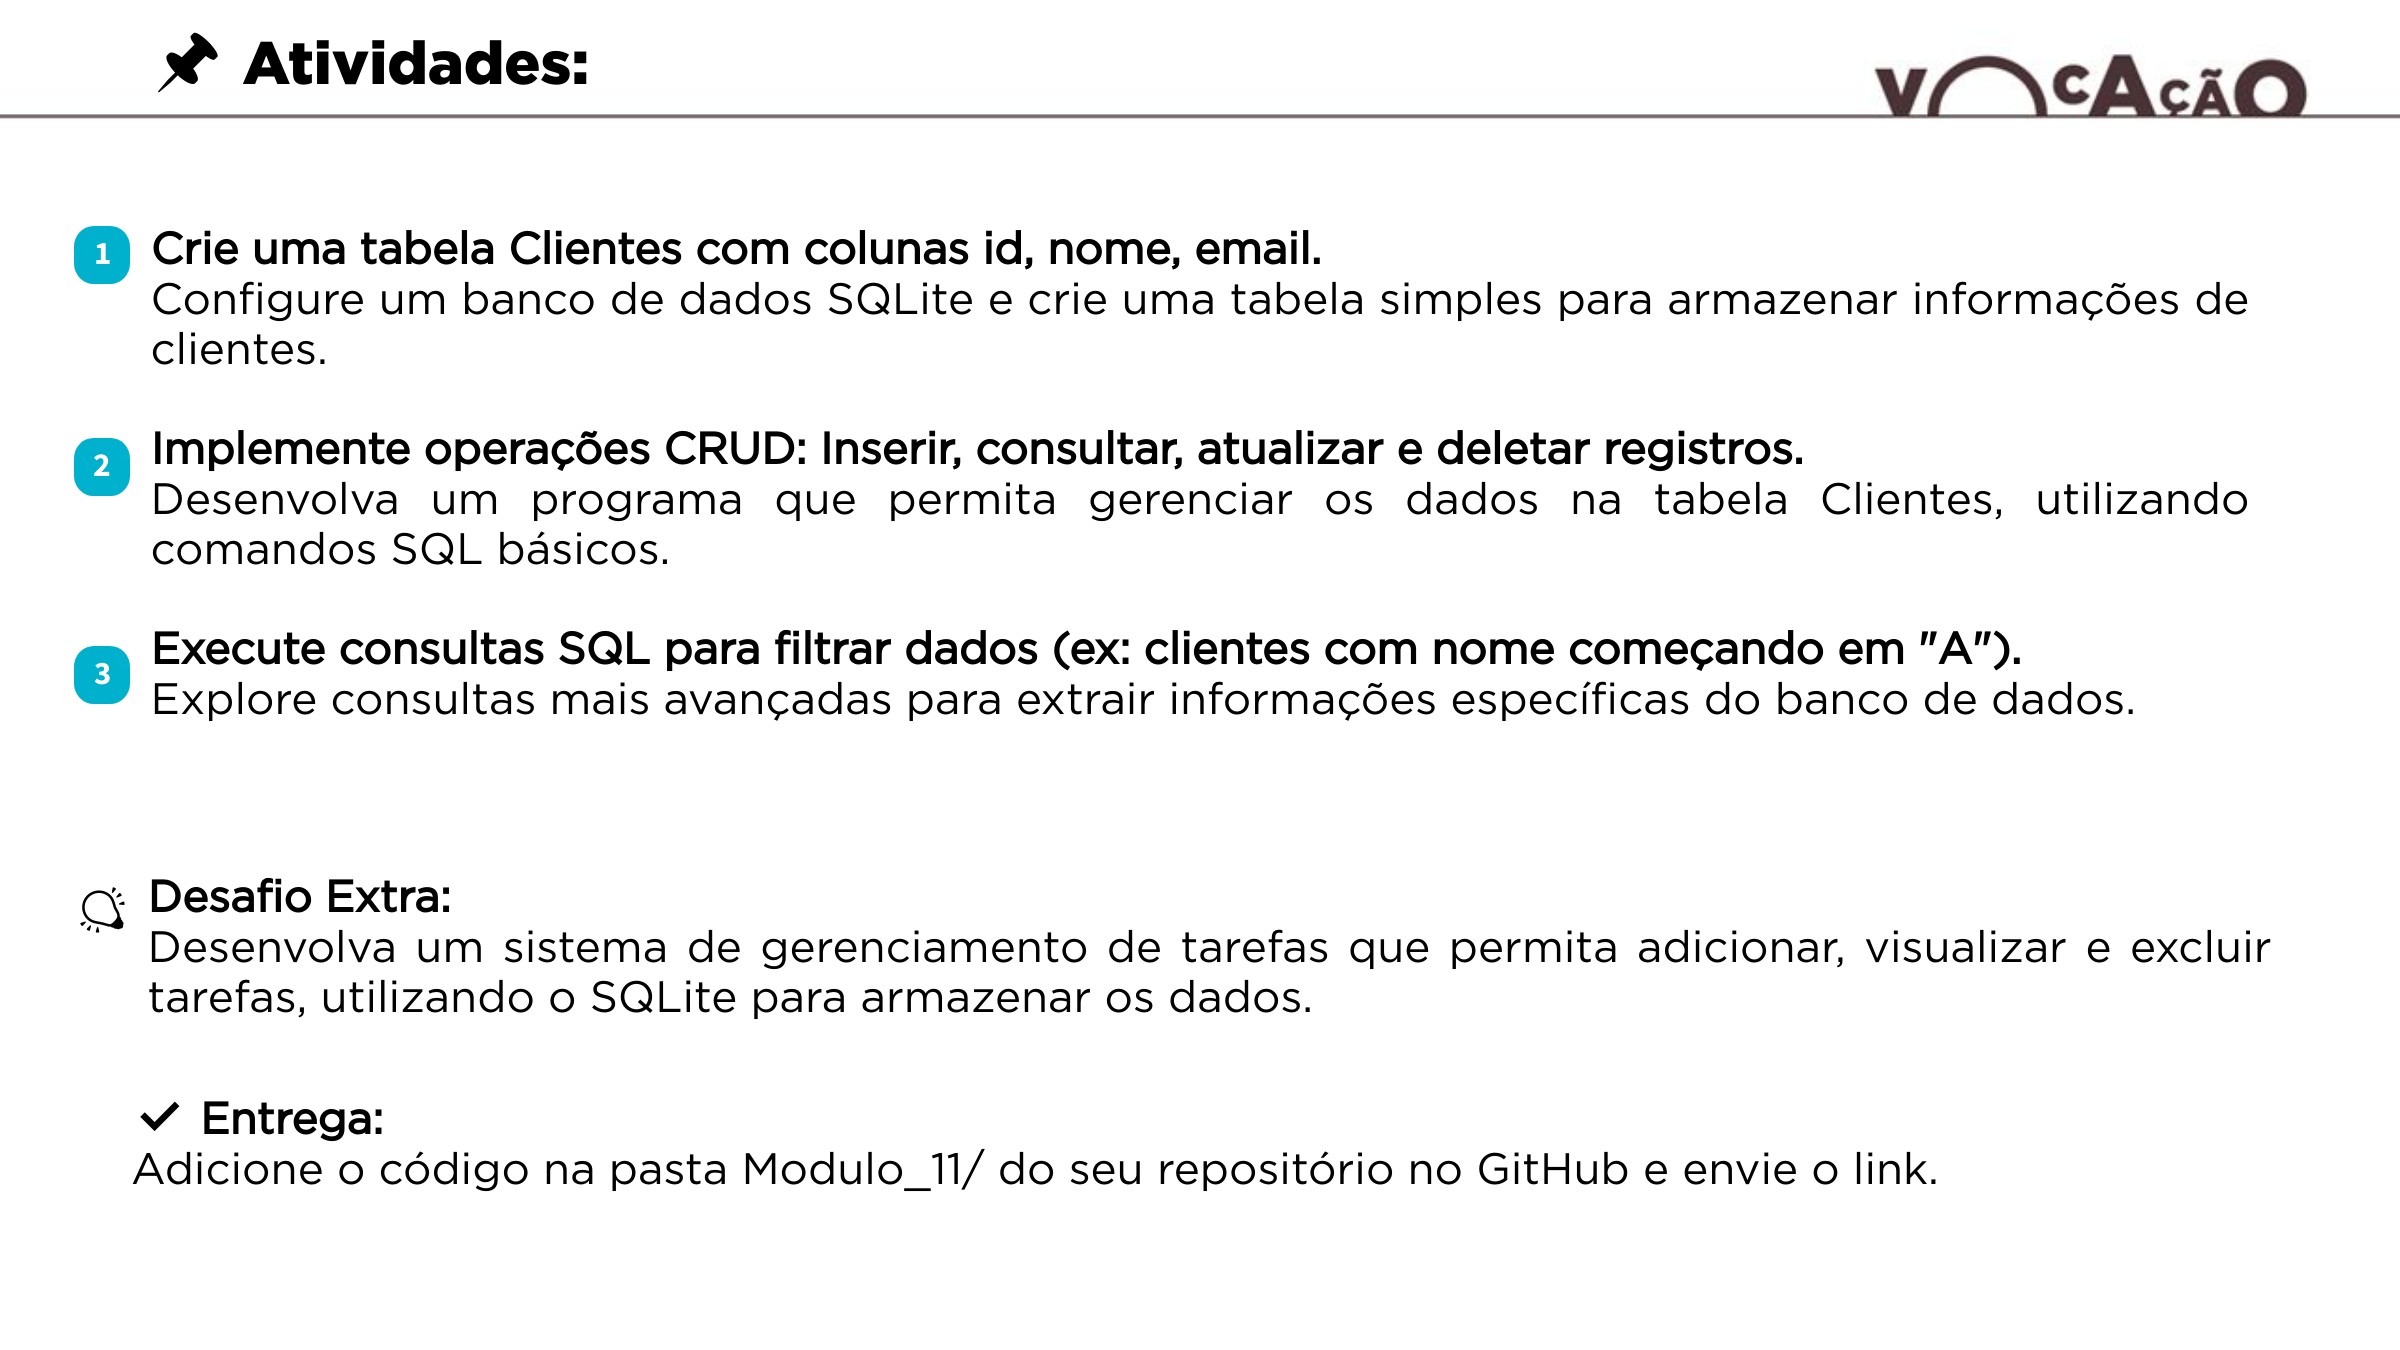 Atividades:
VOCAÇÃO
1
Crie uma tabela Clientes com colunas id, nome, email.
Configure um banco de dados SQLite e crie uma tabela simples para armazenar informações de
clientes.
2
Implemente operações CRUD: Inserir, consultar, atualizar e deletar registros.
Desenvolva um programa que permita gerenciar os dados na tabela Clientes, utilizando
comandos SQL básicos.
3
Execute consultas SQL para filtrar dados (ex: clientes com nome começando em "A").
Explore consultas mais avançadas para extrair informações específicas do banco de dados.
Desafio Extra:
Desenvolva um sistema de gerenciamento de tarefas que permita adicionar, visualizar e excluir
tarefas, utilizando o SQLite para armazenar os dados.
Entrega:
Adicione o código na pasta Modulo_11/ do seu repositório no GitHub e envie o link.